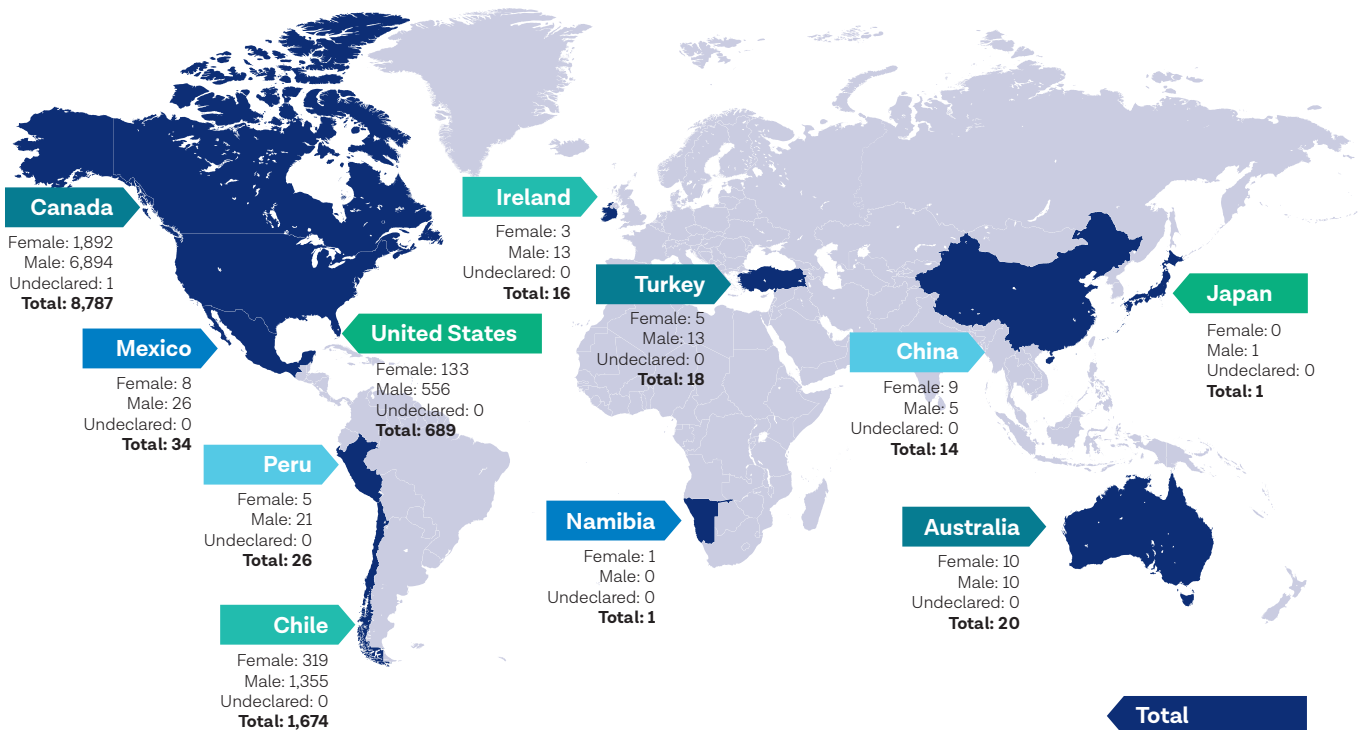 Canada
Female: 1,892
Male: 6,894
Undeclared: 1
Total: 8,787
Ireland
Female: 3
Male: 13
Undeclared: 0
Total: 16
Turkey
Female: 5
Male: 13
Undeclared: 0
Total: 18
Japan
Female: 0
Male: 1
Undeclared: 0
Total: 1
Mexico
Female: 8
Male: 26
Undeclared: 0
Total: 34
United States
Female: 133
Male: 556
Undeclared: 0
Total: 689
China
Female: 9
Male: 5
Undeclared: 0
Total: 14
Peru
Female: 5
Male: 21
Undeclared: 0
Total: 26
Namibia
Female: 1
Male: 0
Undeclared: 0
Total: 1
Australia
Female: 10
Male: 10
Undeclared: 0
Total: 20
Chile
Female: 319
Male: 1,355
Undeclared: 0
Total: 1,674
Total